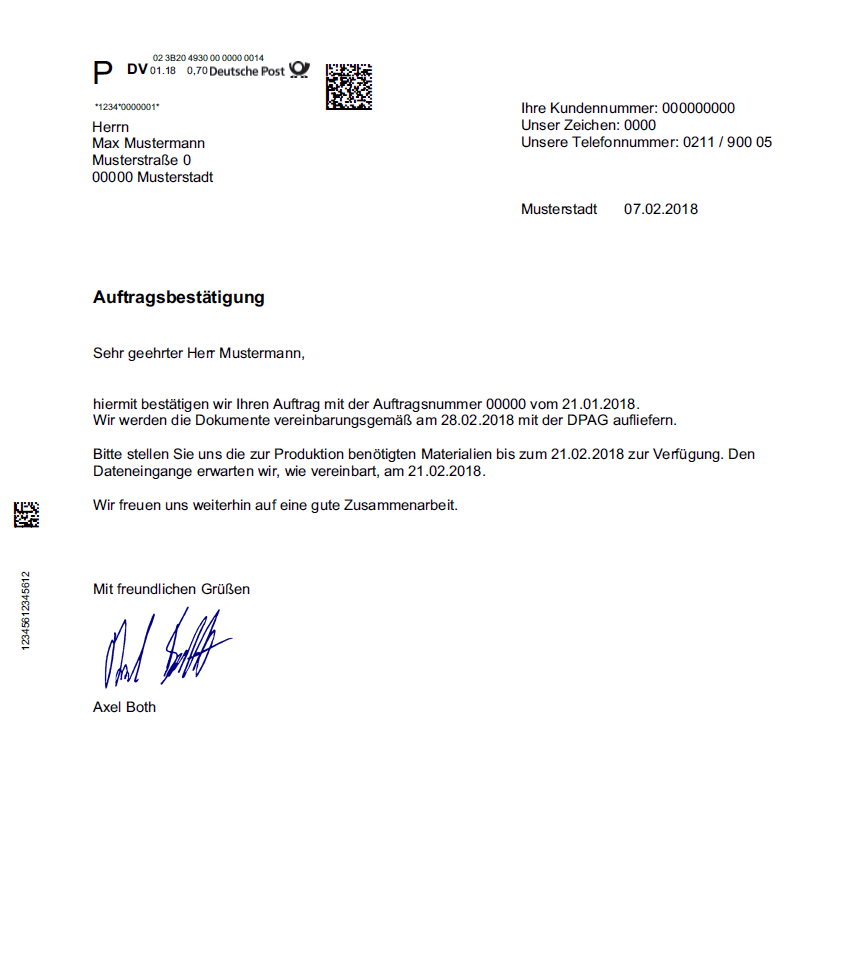 02 3B20 4930 00 0000 0014
P DV 01.18 0,70 Deutsche Post
*1234*0000001*
Herrn
Max Mustermann
Musterstraße 0
00000 Musterstadt
Ihre Kundennummer: 000000000
Unser Zeichen: 0000
Unsere Telefonnummer: 0211 / 900 05
Musterstadt 07.02.2018
Auftragsbestätigung
Sehr geehrter Herr Mustermann,
hiermit bestätigen wir Ihren Auftrag mit der Auftragsnummer 00000 vom 21.01.2018.
Wir werden die Dokumente vereinbarungsgemäß am 28.02.2018 mit der DPAG aufliefern.
Bitte stellen Sie uns die zur Produktion benötigten Materialien bis zum 21.02.2018 zur Verfügung. Den
Dateneingange erwarten wir, wie vereinbart, am 21.02.2018.
Wir freuen uns weiterhin auf eine gute Zusammenarbeit.
12345612345612
Mit freundlichen Grüßen
Axel Both